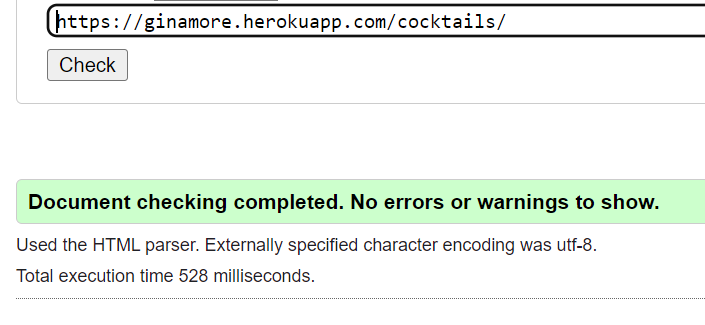 https://ginamore.herokuapp.com/cocktails/
Check
Document checking completed. No errors or warnings to show.
Used the HTML parser. Externally specified character encoding was utf-8.
Total execution time 528 milliseconds.